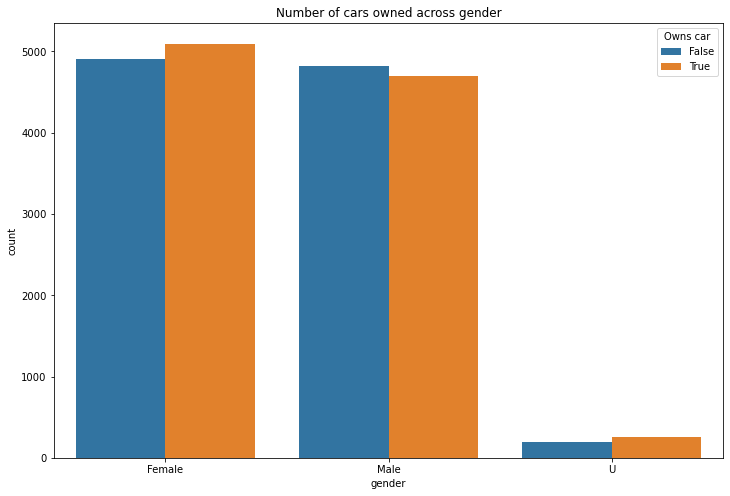 Number of cars owned across gender
Owns car
False
True
5000
4000
3000
2000
1000
0
count
Female Male U
gender